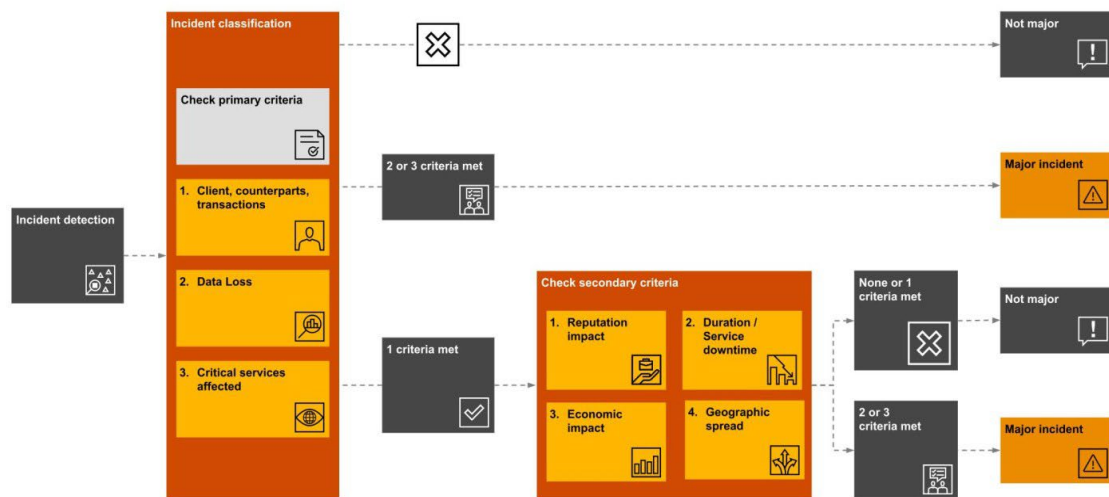 Incident classification
Not major
Check primary criteria
2 or 3 criteria met
Major incident
1. Client, counterparts,
transactions
Incident detection
2. Data Loss
Check secondary criteria
None or 1
criteria met
Not major
1. Reputation
impact
2. Duration /
Service
downtime
1 criteria met
3. Critical services
affected
3. Economic
impact
4. Geographic
spread
2 or 3
criteria met
Major incident